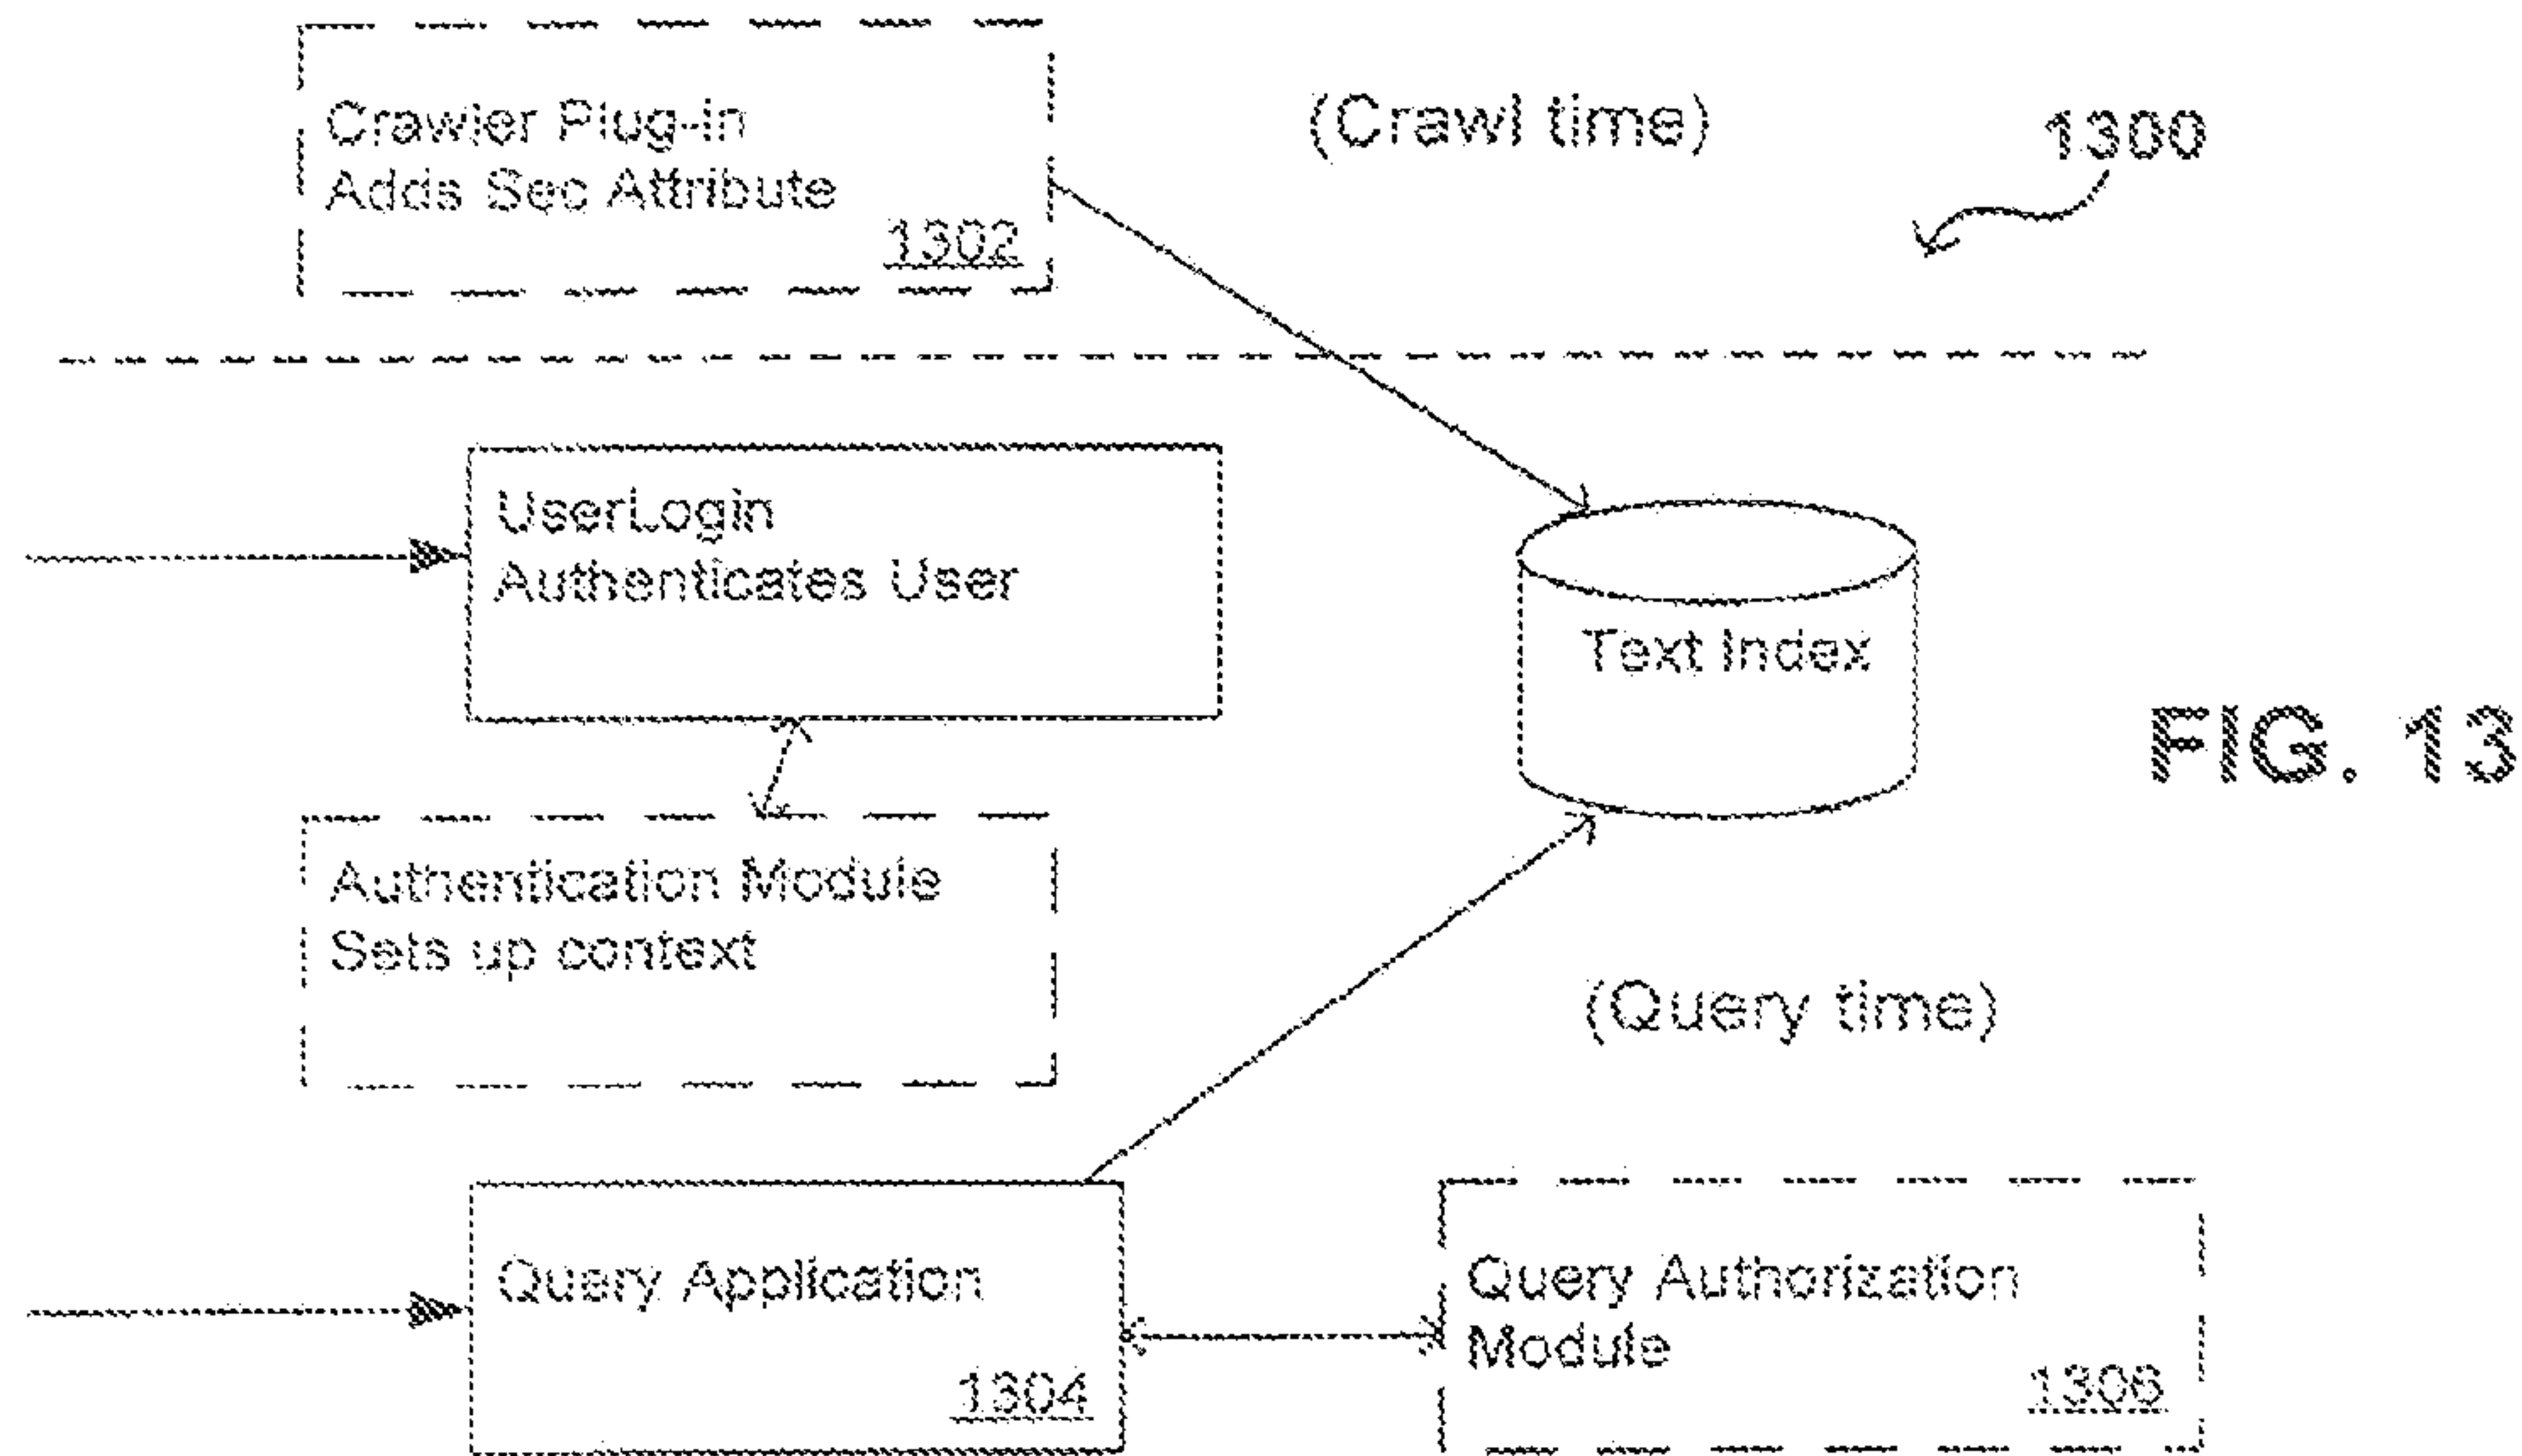 Crawler Plug-in
Adds Sec Attribute
1302
(Crawl time)
1300
UserLogin
Authenticates User
Text Index
FIG. 13
Authentication Module
Sets up context
(Query time)
Query Application
1304
Query Authorization
Module
1306